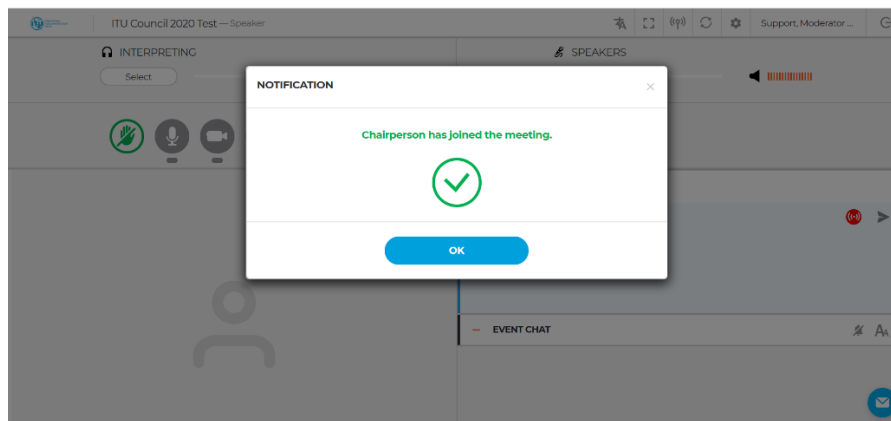 ITU Council 2020 Test — Speaker
Support, Moderator ...
INTERPRETING
SPEAKERS
Select
NOTIFICATION
Chairperson has joined the meeting.
OK
EVENT CHAT
AA